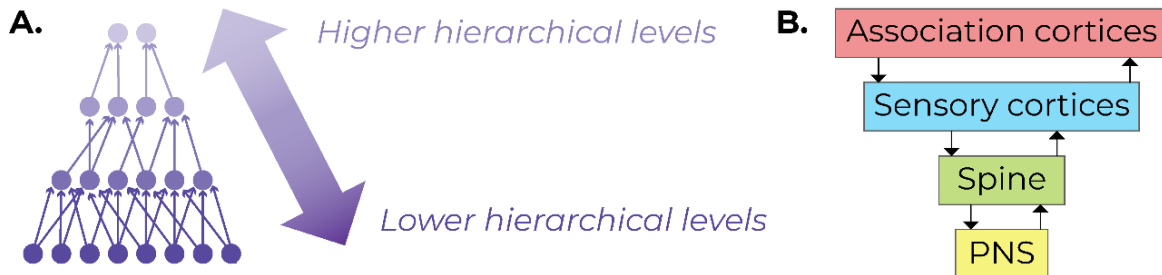 A.
Higher hierarchical levels
Lower hierarchical levels
B.
Association cortices
Sensory cortices
Spine
PNS